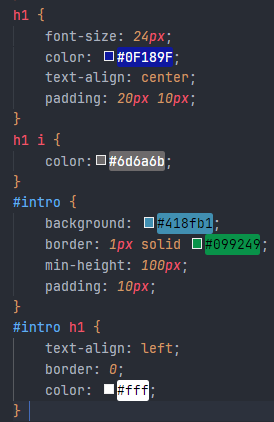 h1 {
    font-size: 24px;
    color: #0F189F;
    text-align: center;
    padding: 20px 10px;
}
h1 i {
    color:#6d6a6b;
}
#intro {
    background: #418fb1;
    border: 1px solid #099249;
    min-height: 100px;
    padding: 10px;
}
#intro h1 {
    text-align: left;
    border: 0;
    color: #fff;
}